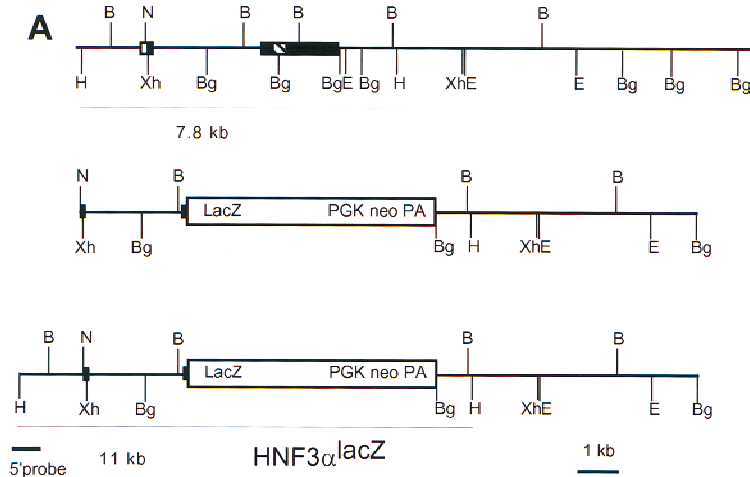 A
B N B B B B
H Xh Bg Bg BgE Bg H XhE E Bg Bg Bg
7.8 kb
N B B B
LacZ PGK neo PA
Xh Bg Bg H XhE E Bg
B N B B B
LacZ PGK neo PA
H Xh Bg Bg H XhE E Bg
5'probe 11 kb HNF3αlacZ 1 kb